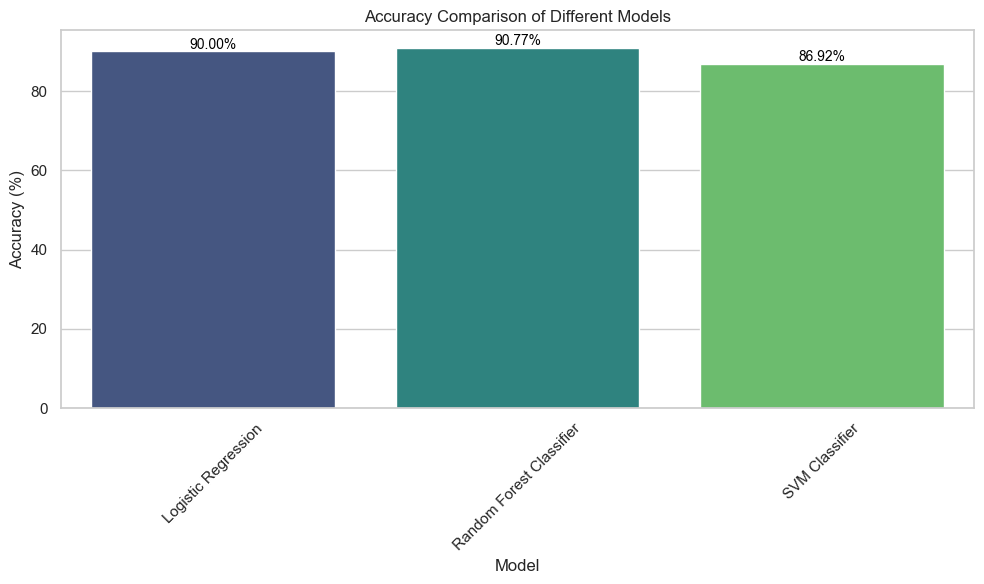 Accuracy Comparison of Different Models
90.00%
90.77%
86.92%
Accuracy (%)
80
60
40
20
0
Logistic Regression
Random Forest Classifier
SVM Classifier
Model